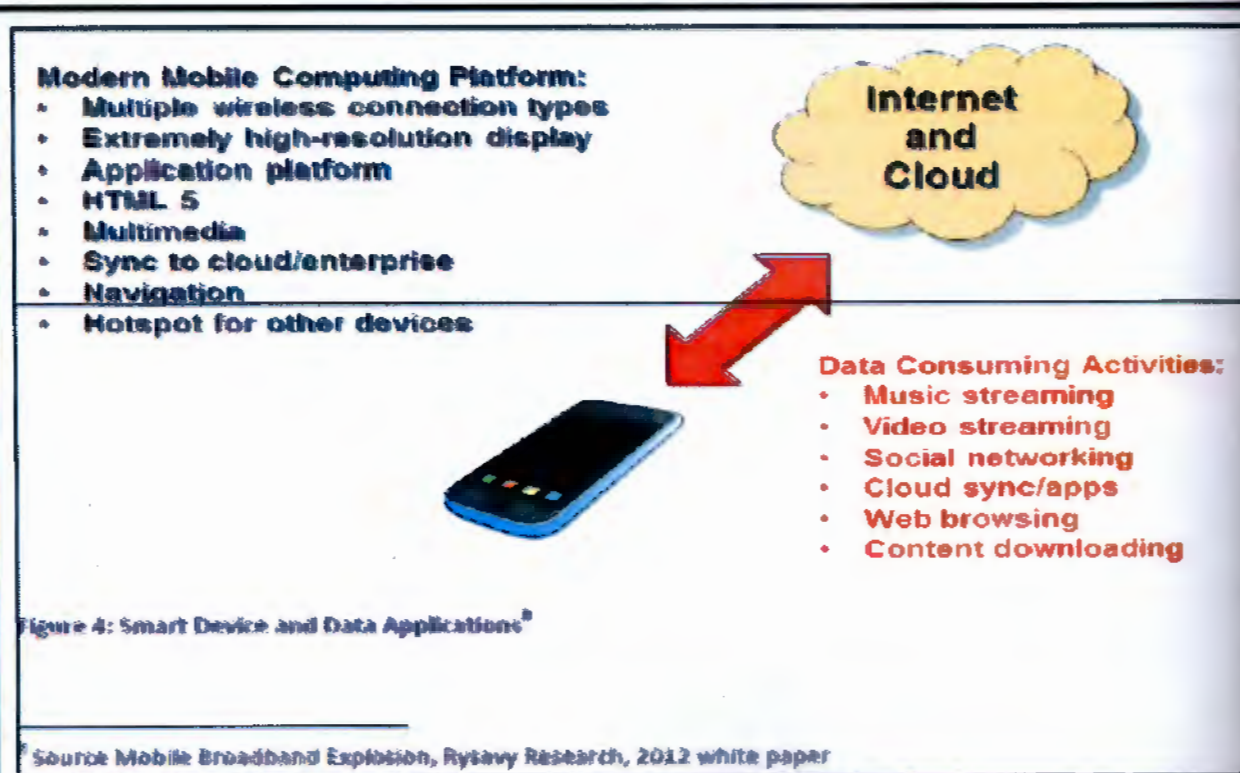 Modern Mobile Computing Platform:
• Multiple wireless connection types
• Extremely high-resolution display
• Application platform
• HTML 5
• Multimedia
• Sync to cloud/enterprise
• Navigation
• Hotspot for other devices
Internet
and
Cloud
Data Consuming Activities:
• Music streaming
• Video streaming
• Social networking
• Cloud sync/apps
• Web browsing
• Content downloading
Figure 4: Smart Device and Data Applications
Source Mobile Broadband Explosion, Rysavy Research, 2012 white paper